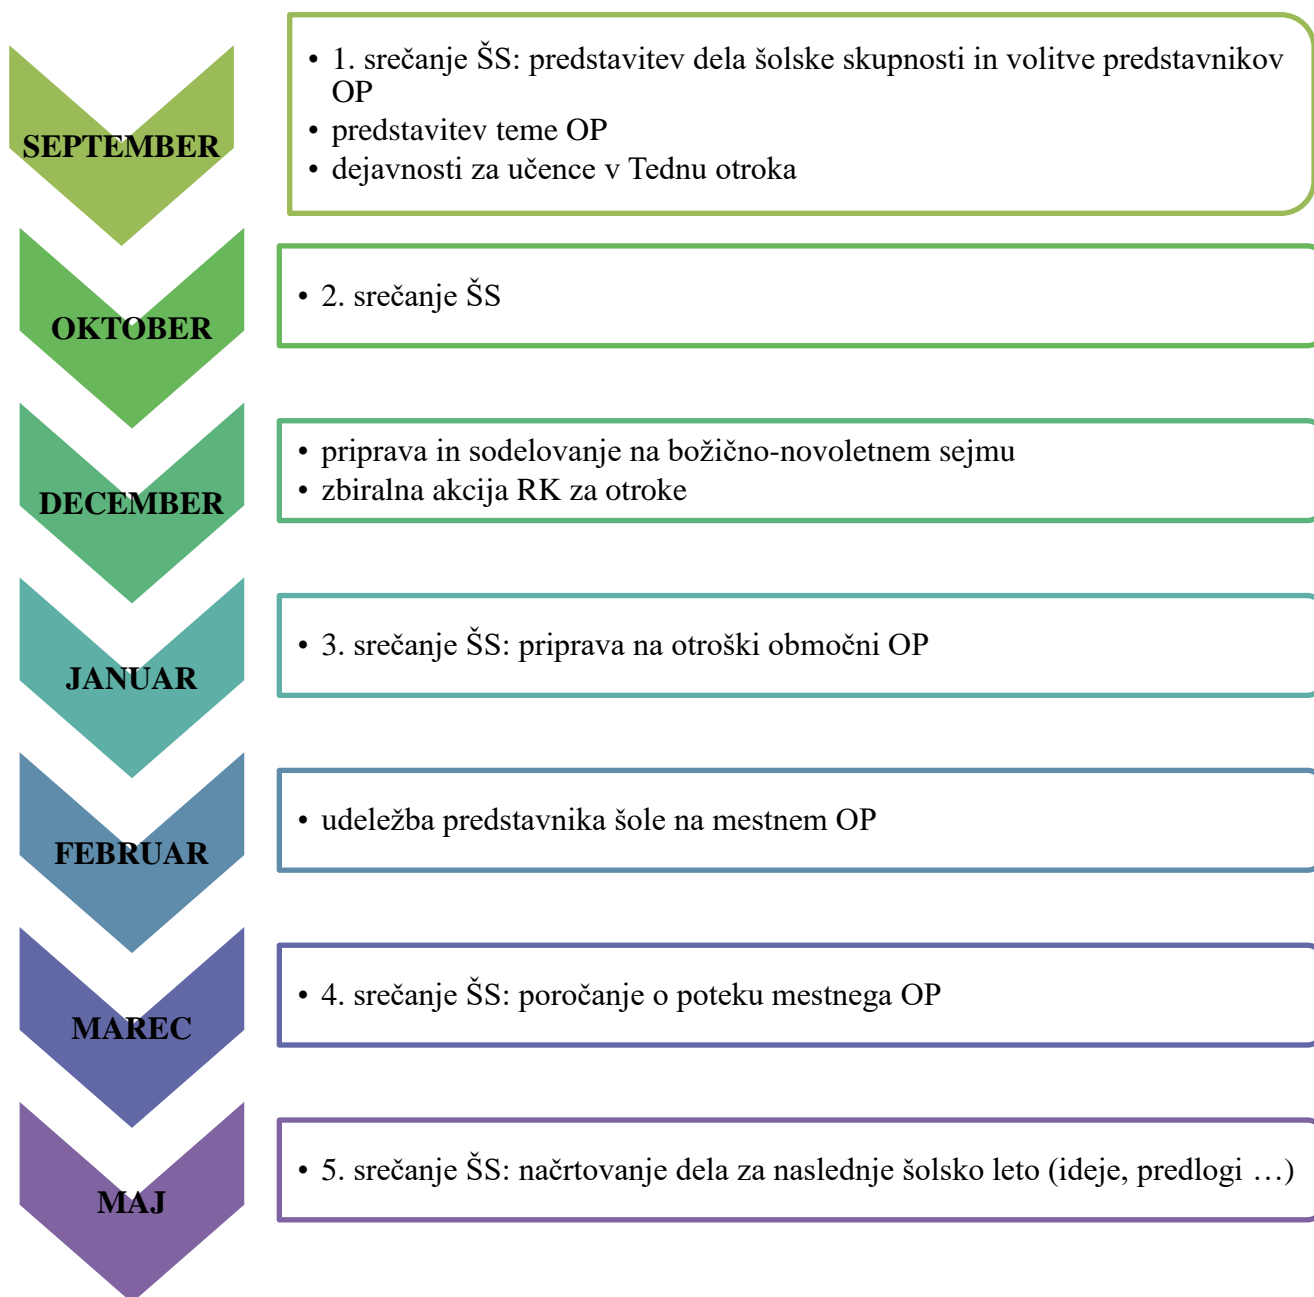 SEPTEMBER
• 1. srečanje ŠS: predstavitev dela šolske skupnosti in volitve predstavnikov
OP
• predstavitev teme OP
• dejavnosti za učence v Tednu otroka
OKTOBER
• 2. srečanje ŠS
DECEMBER
• priprava in sodelovanje na božično-novoletnem sejmu
• zbiralna akcija RK za otroke
JANUAR
• 3. srečanje ŠS: priprava na otroški območni OP
FEBRUAR
• udeležba predstavnika šole na mestnem OP
MAREC
• 4. srečanje ŠS: poročanje o poteku mestnega OP
MAJ
• 5. srečanje ŠS: načrtovanje dela za naslednje šolsko leto (ideje, predlogi …)